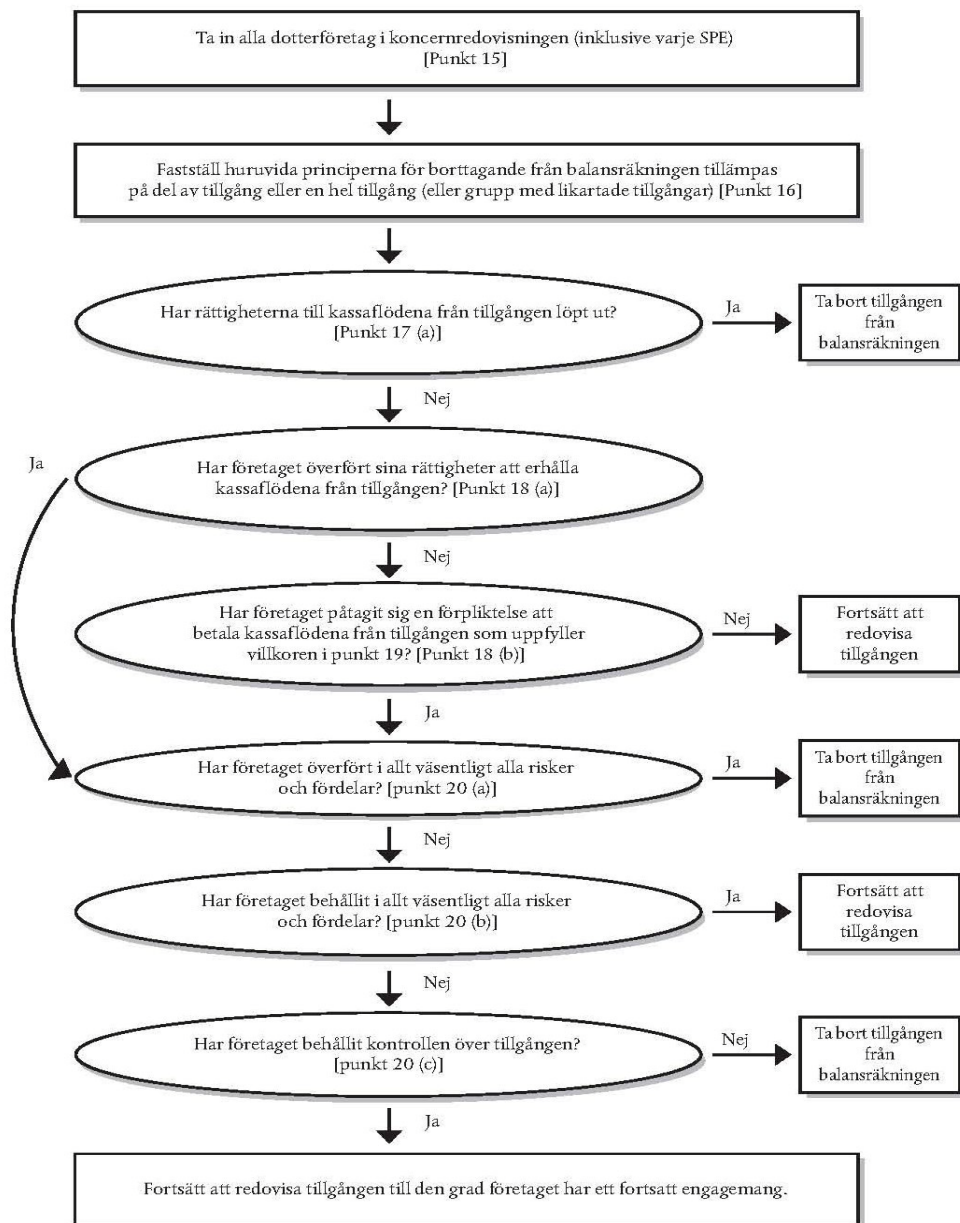 Ta in alla dotterföretag i koncernredovisningen (inklusive varje SPE)
[Punkt 15]
Fastställ huruvida principerna för borttagande från balansräkningen tillämpas
på del av tillgång eller en hel tillgång (eller grupp med likartade tillgångar) [Punkt 16]
Har rättigheterna till kassaflödena från tillgången löpt ut?
[Punkt 17 (a)]
Ja
Ta bort tillgången
från
balansräkningen
Nej
Ja
Har företaget överfört sina rättigheter att erhålla
kassaflödena från tillgången? [Punkt 18 (a)]
Nej
Har företaget påtagit sig en förpliktelse att
betala kassaflödena från tillgången som uppfyller
villkoren i punkt 19? [Punkt 18 (b)]
Nej
Fortsätt att
redovisa
tillgången
Ja
Har företaget överfört i allt väsentligt alla risker
och fördelar? [punkt 20 (a)]
Ja
Ta bort tillgången
från
balansräkningen
Nej
Har företaget behållit i allt väsentligt alla risker
och fördelar? [punkt 20 (b)]
Ja
Fortsätt att
redovisa
tillgången
Nej
Har företaget behållit kontrollen över tillgången?
[punkt 20 (c)]
Nej
Ta bort tillgången
från
balansräkningen
Ja
Fortsätt att redovisa tillgången till den grad företaget har ett fortsatt engagemang.